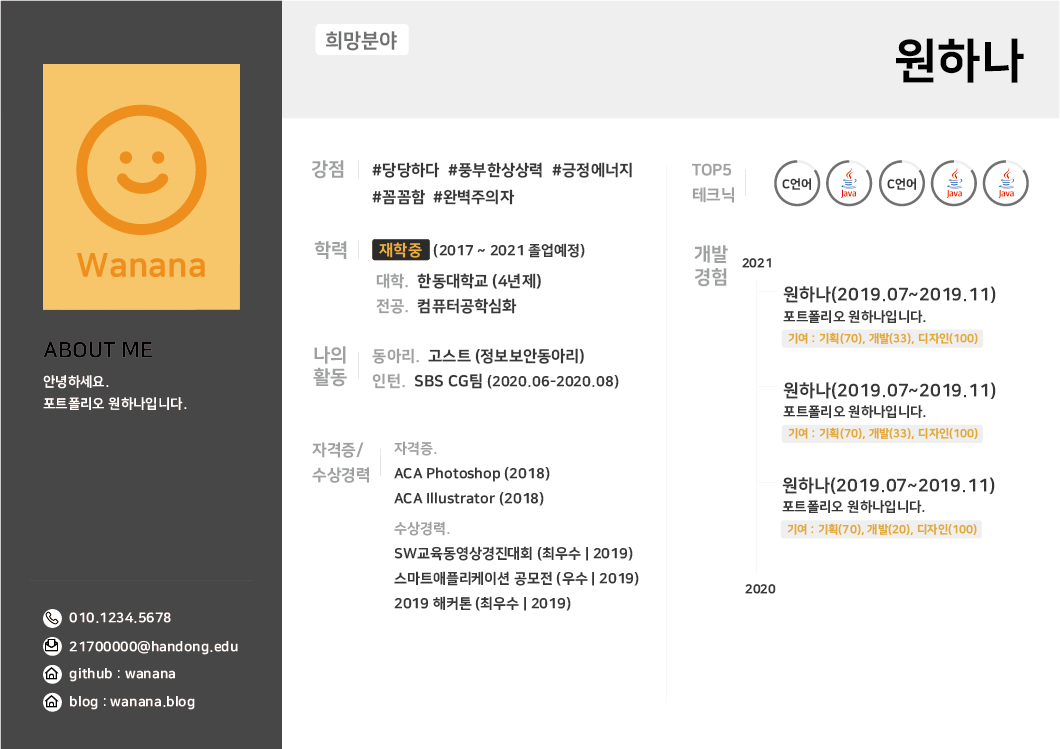 Wanana
ABOUT ME
안녕하세요.
포트폴리오 원하나입니다.
010.1234.5678
21700000@handong.edu
github : wanana
blog : wanana.blog
희망분야
원하나
강점
#당당하다 #풍부한상상력 #긍정에너지
#꼼꼼함 #완벽주의자
학력
재학중 (2017 ~ 2021 졸업예정)
대학. 한동대학교 (4년제)
전공. 컴퓨터공학심화
나의
활동
동아리. 고스트 (정보보안동아리)
인턴. SBS CG팀 (2020.06-2020.08)
자격증/
수상경력
자격증.
ACA Photoshop (2018)
ACA Illustrator (2018)
수상경력.
SW교육동영상경진대회 (최우수 | 2019)
스마트애플리케이션 공모전 (우수 | 2019)
2019 해커톤 (최우수 | 2019)
TOP5
테크닉
C언어 Java C언어 Java Java
개발
경험
2021
원하나(2019.07~2019.11)
포트폴리오 원하나입니다.
기여 : 기획(70), 개발(33), 디자인(100)
원하나(2019.07~2019.11)
포트폴리오 원하나입니다.
기여 : 기획(70), 개발(33), 디자인(100)
원하나(2019.07~2019.11)
포트폴리오 원하나입니다.
기여 : 기획(70), 개발(20), 디자인(100)
2020